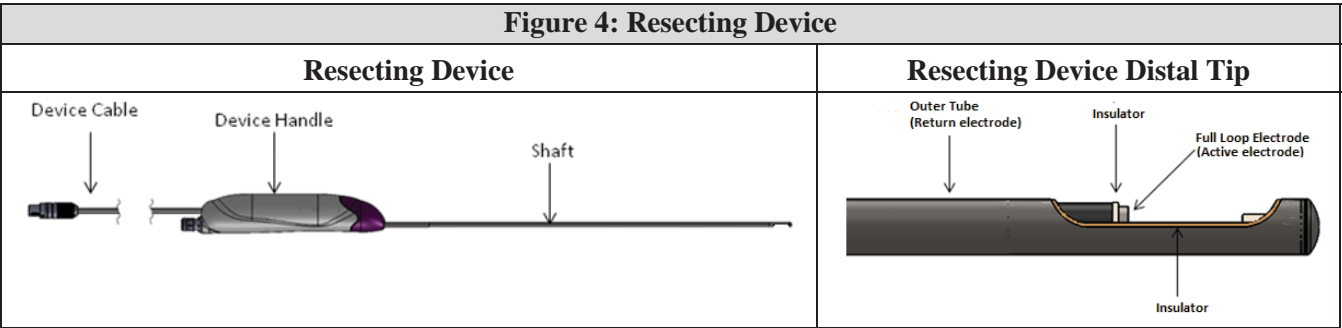 Figure 4: Resecting Device
Resecting Device
Resecting Device Distal Tip
Device Cable
Device Handle
Shaft
Outer Tube
(Return electrode)
Insulator
Full Loop Electrode
(Active electrode)
Insulator